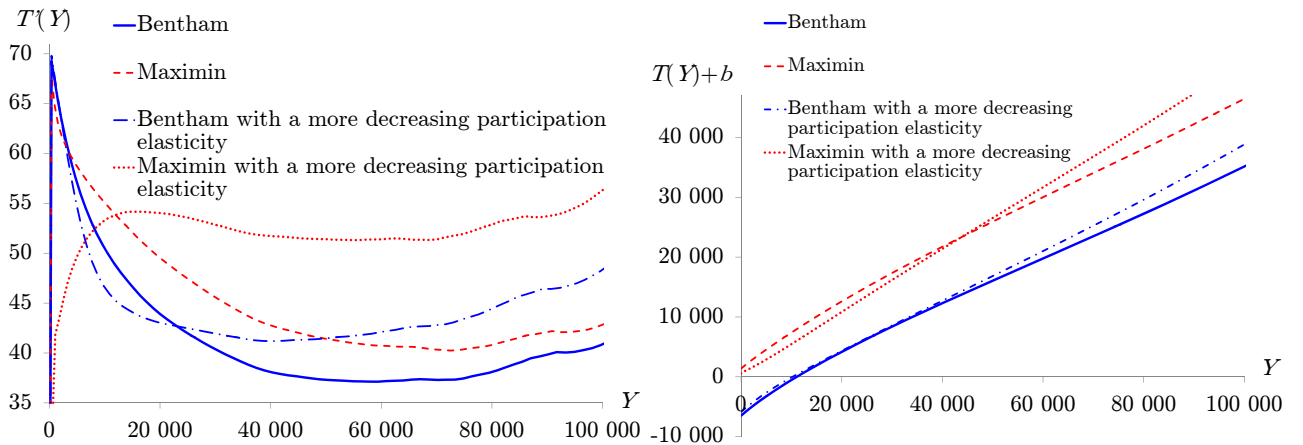 T'(Y)
Bentham
Maximin
Bentham with a more decreasing participation
elasticity
Maximin with a more decreasing participation
elasticity
70
65
60
55
50
45
40
35
Y
0
20 000
40 000
60 000
80 000
100 000
Bentham
Maximin
T(Y)+b
Bentham with a more decreasing
participation elasticity
Maximin with a more decreasing
participation elasticity
40 000
30 000
20 000
10 000
0
-10 000
Y
0
20 000
40 000
60 000
80 000
100 000